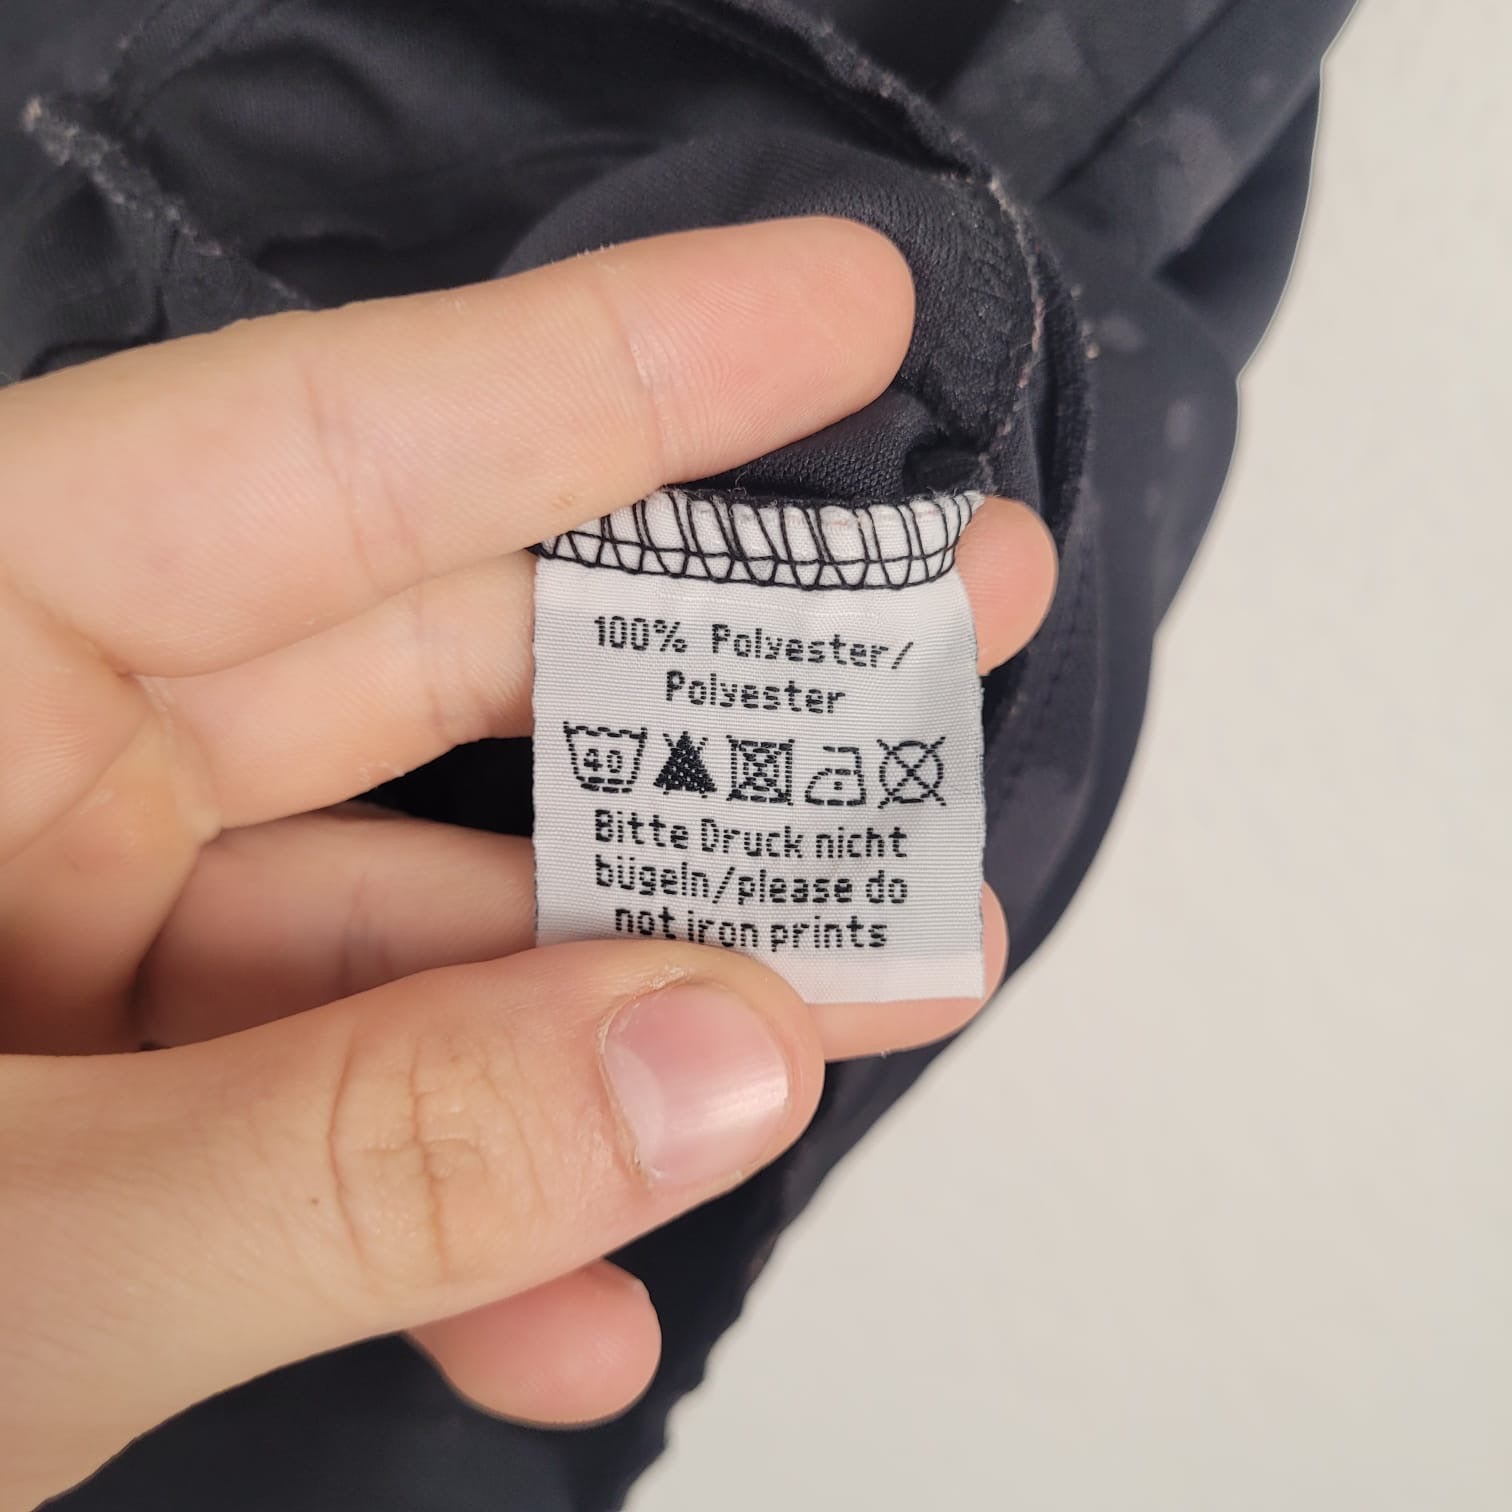 100% Polyester/
Polyester
40
Bitte Druck nicht
bügeln/please do
not iron prints